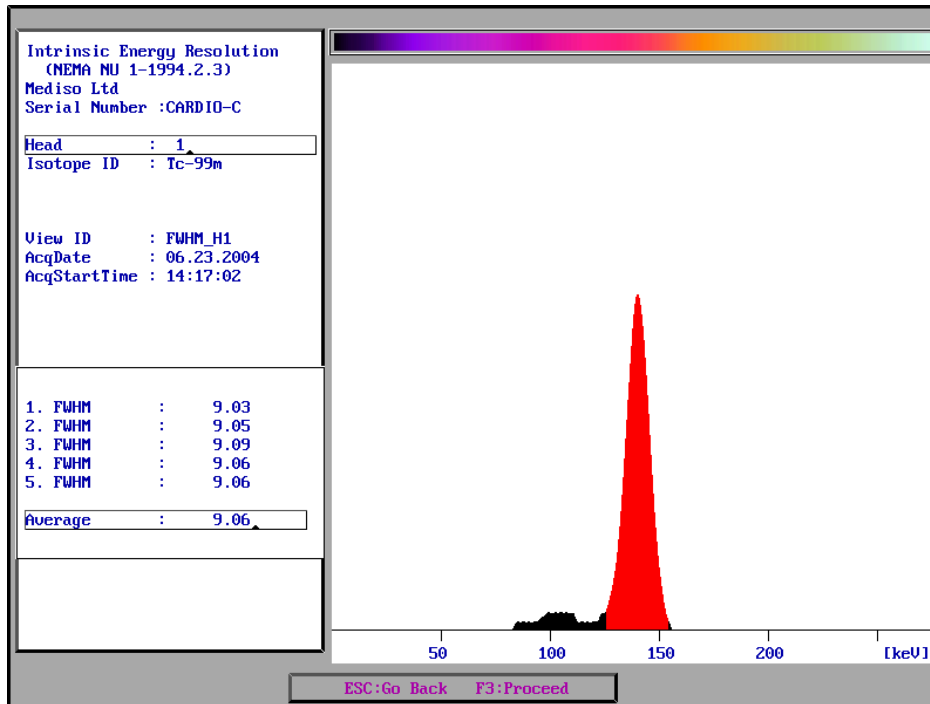 Intrinsic Energy Resolution
(NEMA NU 1-1994.2.3)
Mediso Ltd
Serial Number :CARDIO-C
Head : 1
Isotope ID : Tc-99m
View ID : FWHM_H1
AcqDate : 06.23.2004
AcqStartTime : 14:17:02
1. FWHM : 9.03
2. FWHM : 9.05
3. FWHM : 9.09
4. FWHM : 9.06
5. FWHM : 9.06
Average : 9.06
50 100 150 200 [keV]
ESC:Go Back F3:Proceed